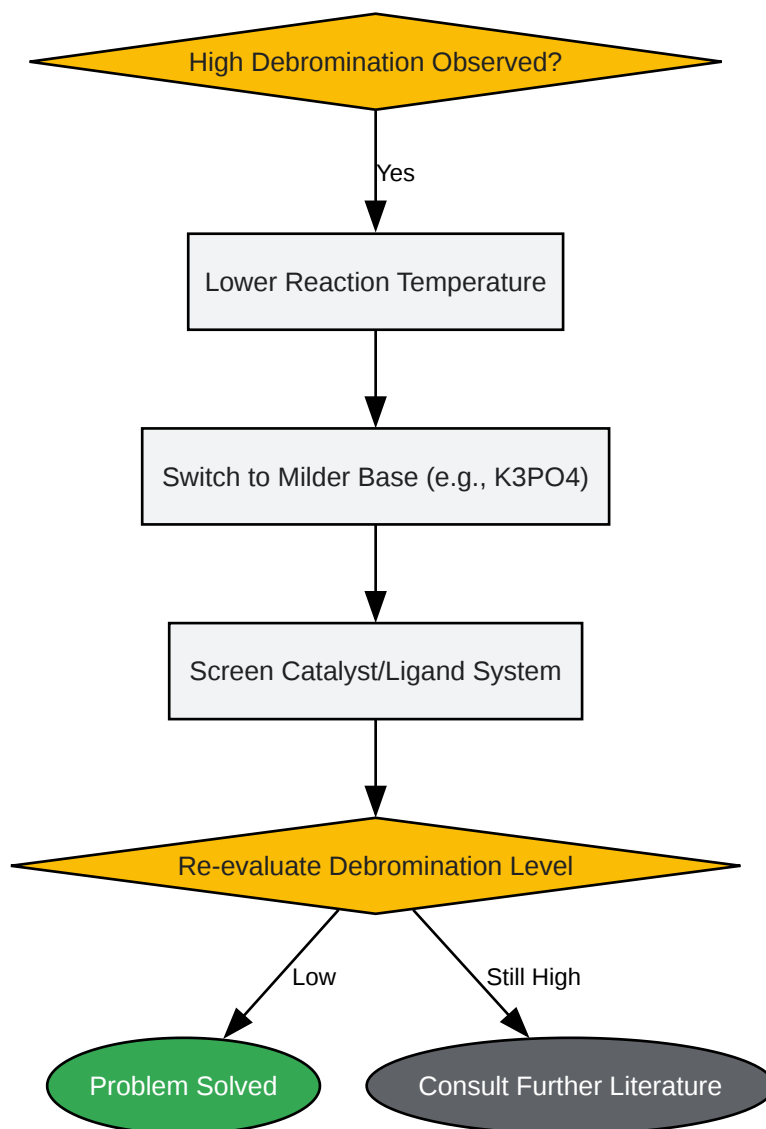 High Debromination Observed?
Yes
Lower Reaction Temperature
Switch to Milder Base (e.g., K3PO4)
Screen Catalyst/Ligand System
Re-evaluate Debromination Level
Low
Still High
Problem Solved
Consult Further Literature